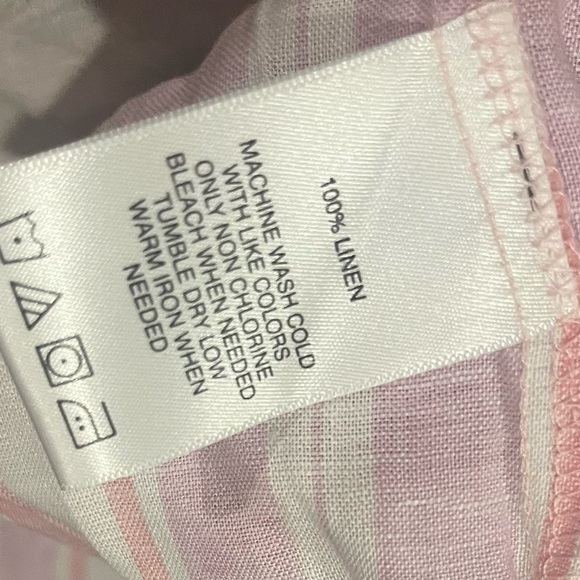 100% LINEN
MACHINE WASH COLD
WITH LIKE COLORS
ONLY NON CHLORINE
BLEACH WHEN NEEDED
TUMBLE DRY LOW
WARM IRON WHEN
NEEDED